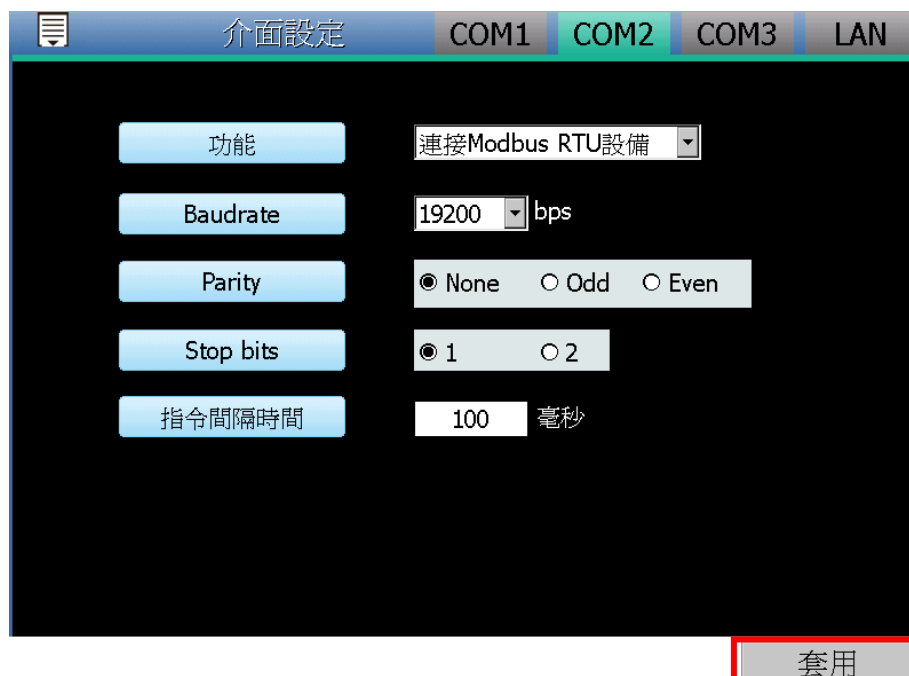 介面設定 COM1 COM2 COM3 LAN
功能 連接Modbus RTU設備
Baudrate 19200 bps
Parity None Odd Even
Stop bits 1 2
指令間隔時間 100 毫秒
套用